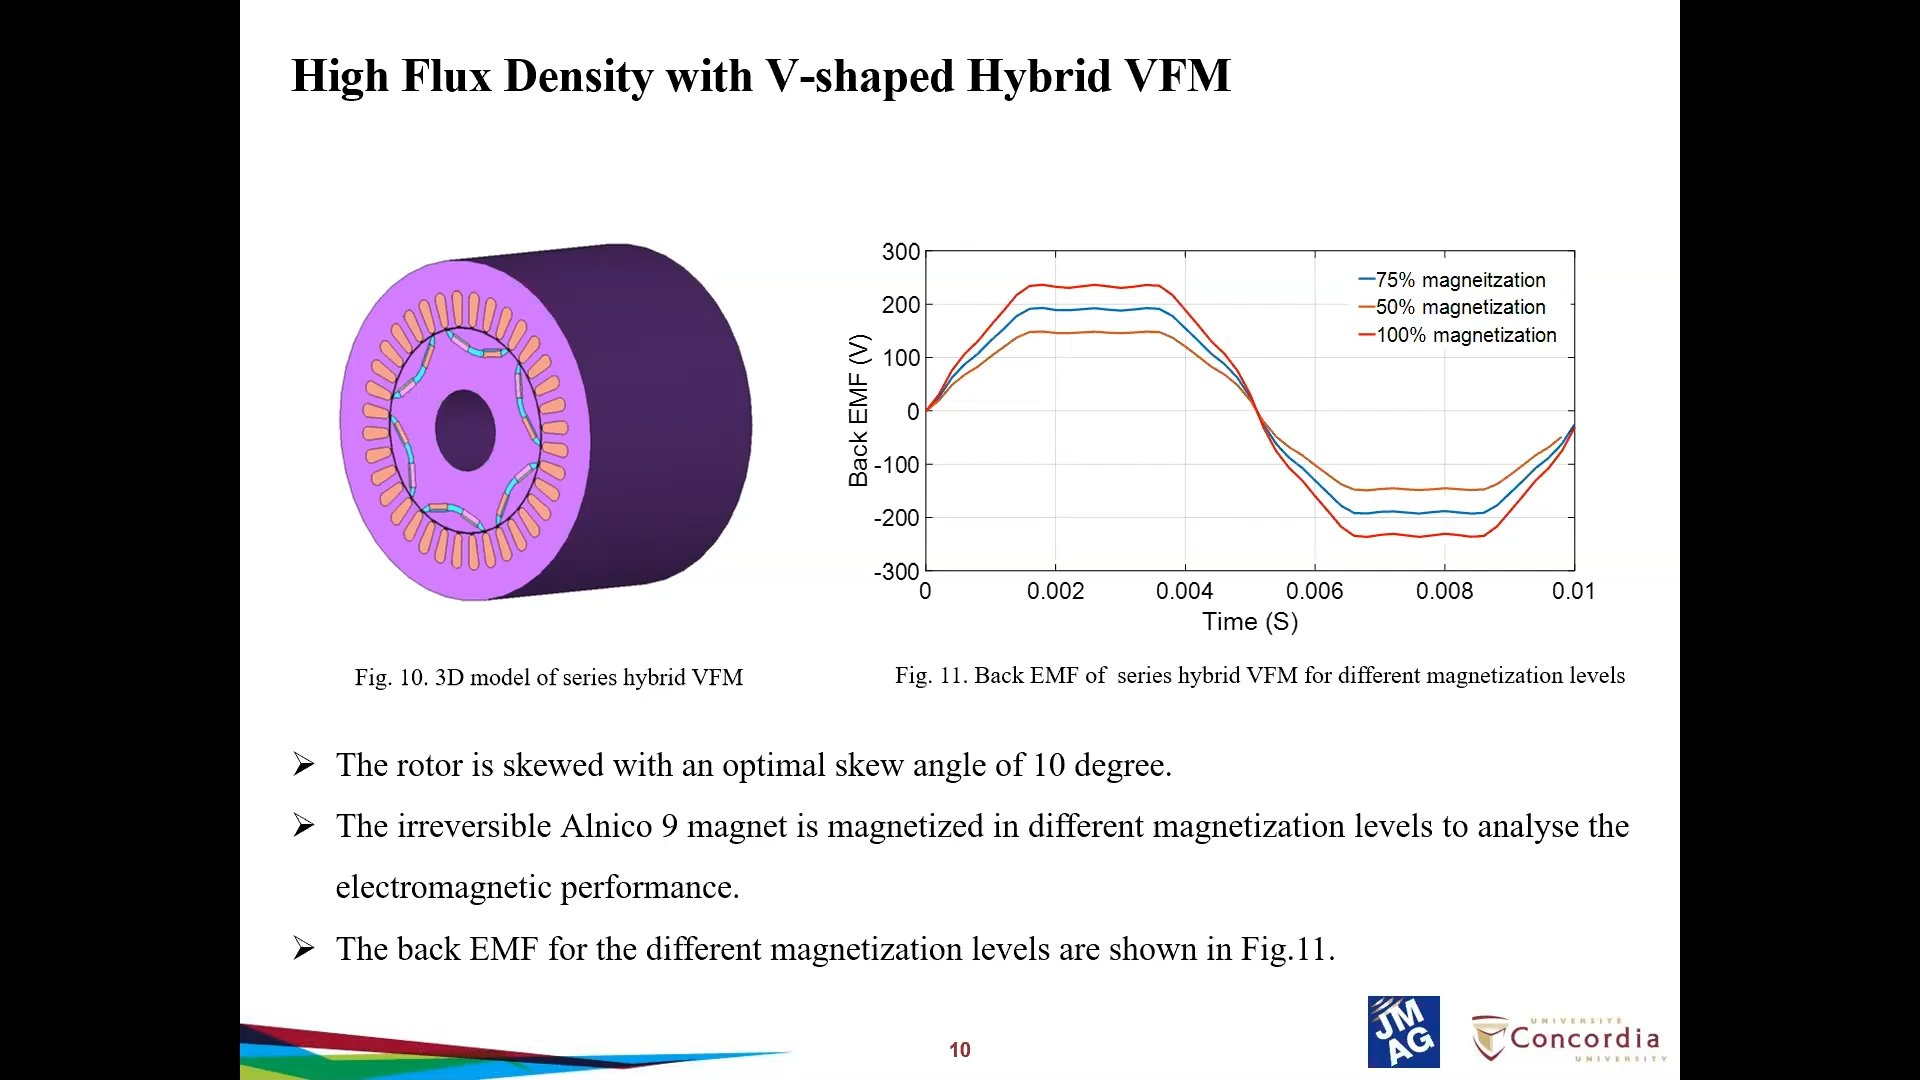 High Flux Density with V-shaped Hybrid VFM
300
200
100
0
-100
-200
-300
Back EMF (V)
75% magneitzation
50% magnetization
100% magnetization
0 0.002 0.004 0.006 0.008 0.01
Time (S)
Fig. 10. 3D model of series hybrid VFM
Fig. 11. Back EMF of series hybrid VFM for different magnetization levels
➢ The rotor is skewed with an optimal skew angle of 10 degree.
➢ The irreversible Alnico 9 magnet is magnetized in different magnetization levels to analyse the
electromagnetic performance.
➢ The back EMF for the different magnetization levels are shown in Fig.11.
10
JM
AG
UNIVERSITÉ
Concordia
UNIVERSITY